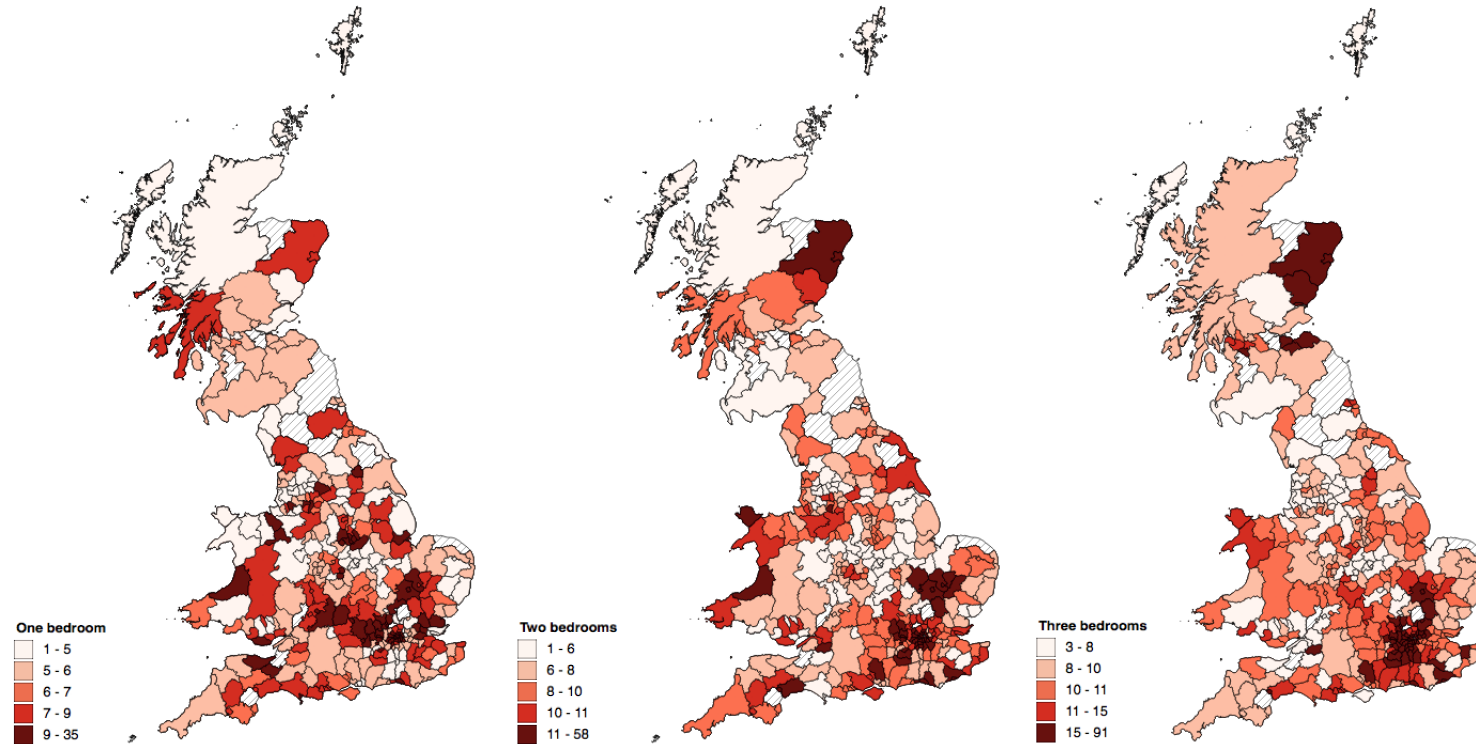 One bedroom
1 - 5
5 - 6
6 - 7
7 - 9
9 - 35
Two bedrooms
1 - 6
6 - 8
8 - 10
10 - 11
11 - 58
Three bedrooms
3 - 8
8 - 10
10 - 11
11 - 15
15 - 91